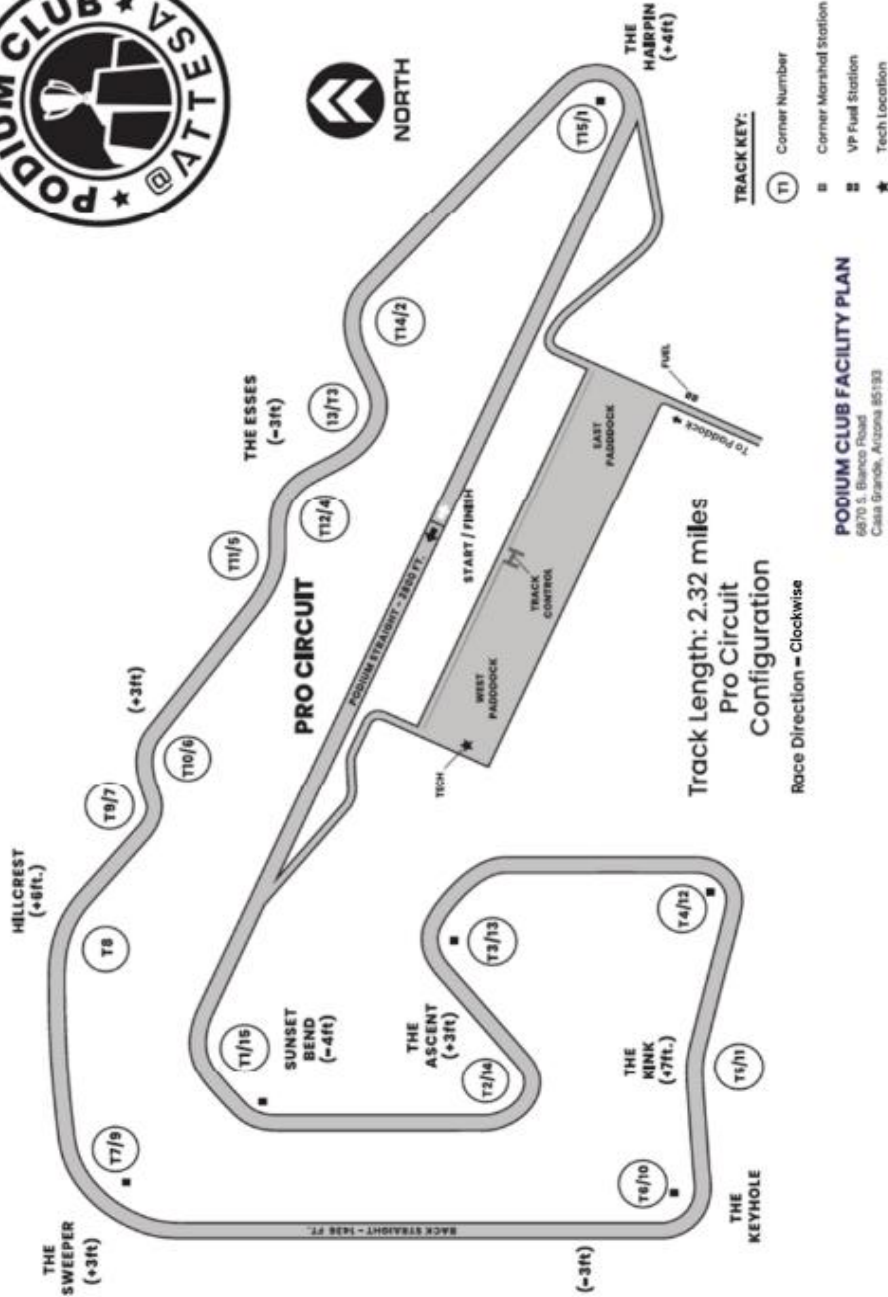 PODIUM CLUB
@ATTESA
NORTH
THE
HAIRPIN
(+4ft)
T15/1
T14/2
13/T3
THE ESSES
(-3ft)
T12/4
T11/5
(+3ft)
T10/6
T9/7
HILLCREST
(+6ft.)
T8
THE
SWEEPER
(+3ft)
T7/9
BACK STRAIGHT - 1436 FT.
(-3ft)
THE
KEYHOLE
T6/10
THE
KINK
(+7ft.)
T5/11
T4/12
T3/13
THE
ASCENT
(+3ft)
T2/14
SUNSET
BEND
(-4ft)
T1/15
PRO CIRCUIT
PODIUM STRAIGHT - 2800 FT.
START / FINISH
TECH
WEST
PADDDOCK
TRACK
CONTROL
EAST
PADDDOCK
FUEL
To Paddock
Track Length: 2.32 miles
Pro Circuit
Configuration
Race Direction - Clockwise
TRACK KEY:
T1 Corner Number
Corner Marshal Station
VP Fuel Station
Tech Location
PODIUM CLUB FACILITY PLAN
6870 S. Bianco Road
Casa Grande, Arizona 85193